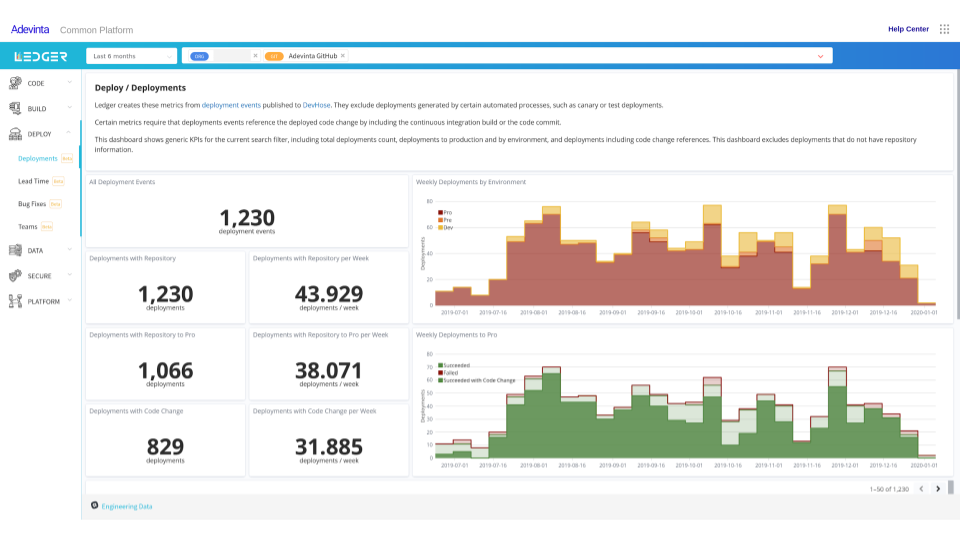 Adevinta Common Platform Help Center
LEDGER Last 6 months ORG × GIT Adevinta GitHub ×
CODE
BUILD
DEPLOY
Deployments Beta
Lead Time Beta
Bug Fixes Beta
Teams Beta
DATA
SECURE
PLATFORM
Deploy / Deployments
Ledger creates these metrics from deployment events published to DevHose. They exclude deployments generated by certain automated processes, such as canary or test deployments.
Certain metrics require that deployments events reference the deployed code change by including the continuous integration build or the code commit.
This dashboard shows generic KPIs for the current search filter, including total deployments count, deployments to production and by environment, and deployments including code change references. This dashboard excludes deployments that do not have repository
information.
All Deployment Events
1,230
deployment events
Deployments with Repository
1,230
deployments
Deployments with Repository per Week
43.929
deployments / week
Deployments with Repository to Pro
1,066
deployments
Deployments with Repository to Pro per Week
38.071
deployments / week
Deployments with Code Change
829
deployments
Deployments with Code Change per Week
31.885
deployments / week
Weekly Deployments by Environment
Pro
Pre
Dev
Deployments
80
60
40
20
0
2019-07-01 2019-07-16 2019-08-01 2019-08-16 2019-09-01 2019-09-16 2019-10-01 2019-10-16 2019-11-01 2019-11-16 2019-12-01 2019-12-16 2020-01-01
Weekly Deployments to Pro
Succeeded
Failed
Succeeded with Code Change
Deployments
80
70
60
50
40
30
20
10
0
2019-07-01 2019-07-16 2019-08-01 2019-08-16 2019-09-01 2019-09-16 2019-10-01 2019-10-16 2019-11-01 2019-11-16 2019-12-01 2019-12-16 2020-01-01
1–50 of 1,230
Engineering Data